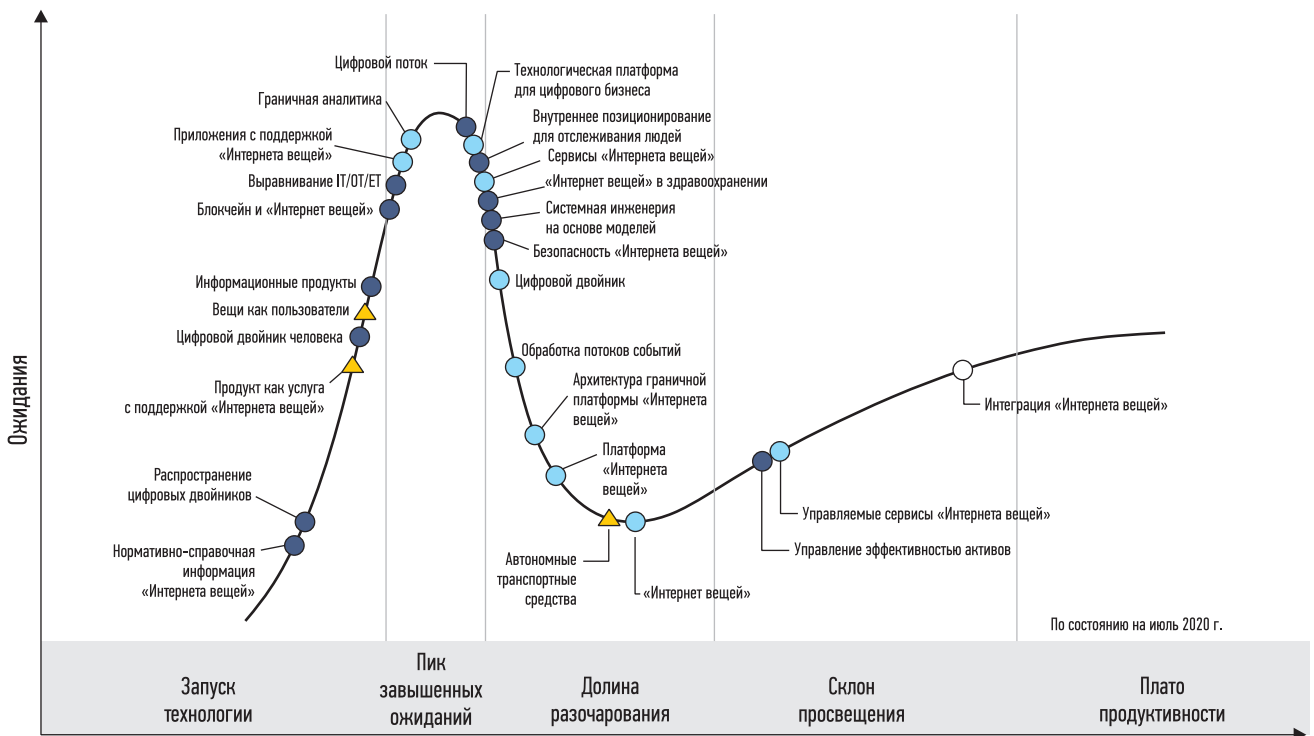 Ожидания
Цифровой поток
Граничная аналитика
Приложения с поддержкой
«Интернета вещей»
Выравнивание IT/OT/ET
Блокчейн и «Интернет вещей»
Информационные продукты
Вещи как пользователи
Цифровой двойник человека
Продукт как услуга
с поддержкой «Интернета вещей»
Распространение
цифровых двойников
Нормативно-справочная
информация
«Интернета вещей»
Технологическая платформа
для цифрового бизнеса
Внутреннее позиционирование
для отслеживания людей
Сервисы «Интернета вещей»
«Интернет вещей» в здравоохранении
Системная инженерия
на основе моделей
Безопасность «Интернета вещей»
Цифровой двойник
Обработка потоков событий
Архитектура граничной
платформы «Интернета
вещей»
Платформа
«Интернета
вещей»
Автономные
транспортные
средства
«Интернет вещей»
Интеграция «Интернета вещей»
Управляемые сервисы «Интернета вещей»
Управление эффективностью активов
По состоянию на июль 2020 г.
Запуск
технологии
Пик
завышенных
ожиданий
Долина
разочарования
Склон
просвещения
Плато
продуктивности